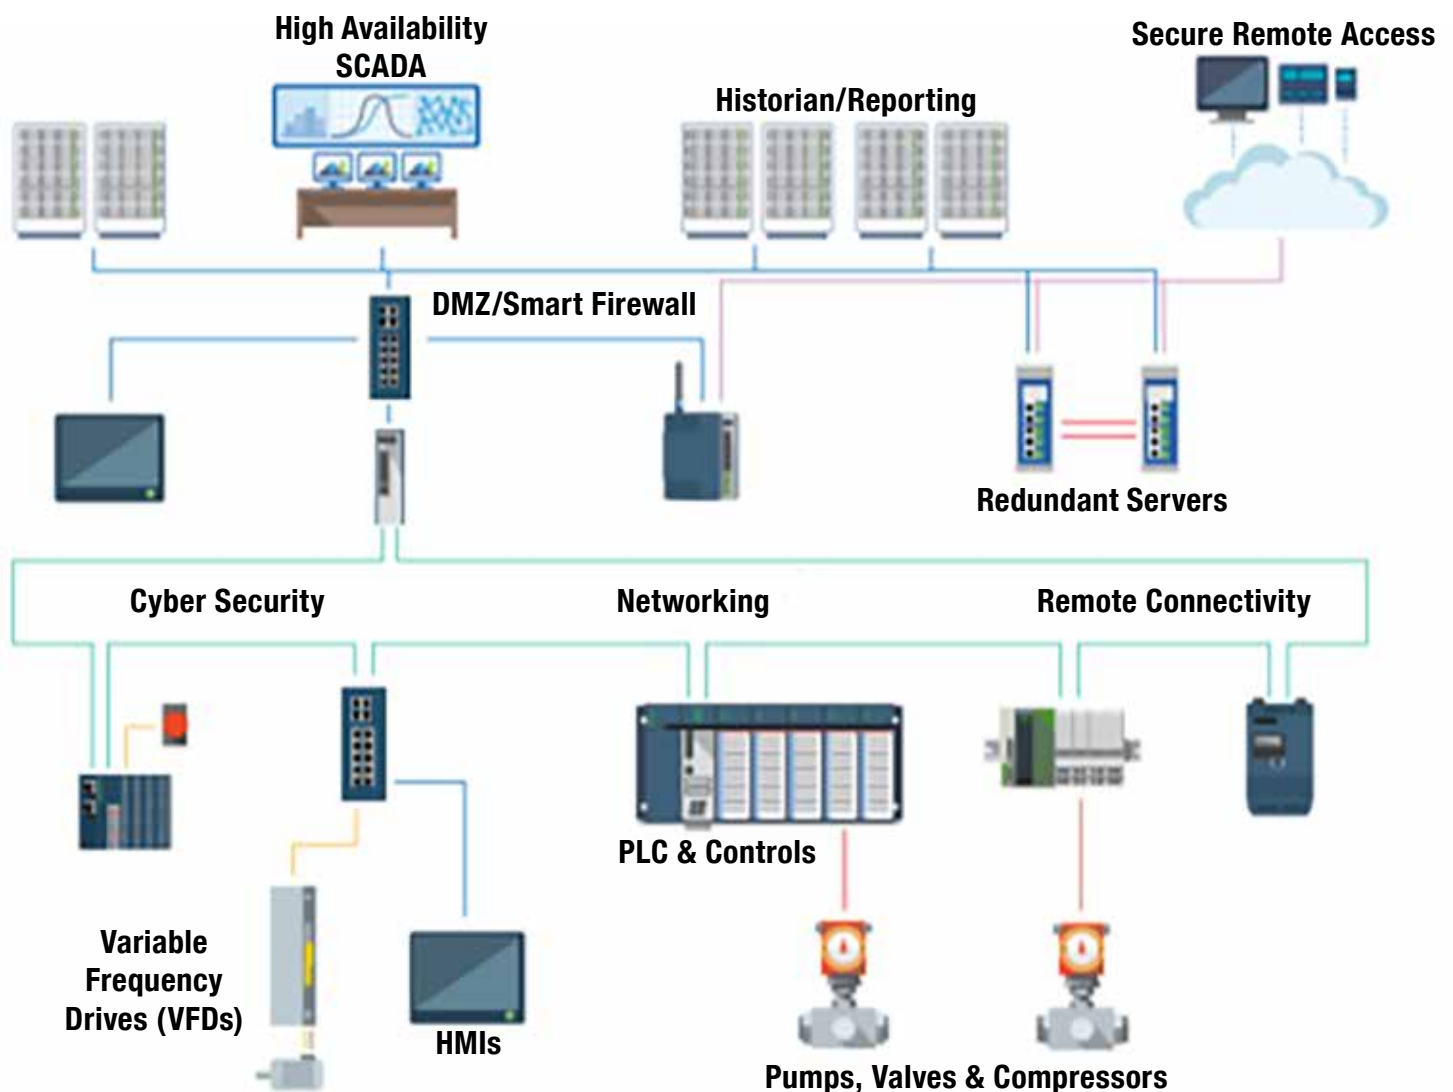 High Availability
SCADA
Secure Remote Access
Historian/Reporting
DMZ/Smart Firewall
Redundant Servers
Cyber Security
Networking
Remote Connectivity
PLC & Controls
Variable
Frequency
Drives (VFDs)
HMIs
Pumps, Valves & Compressors